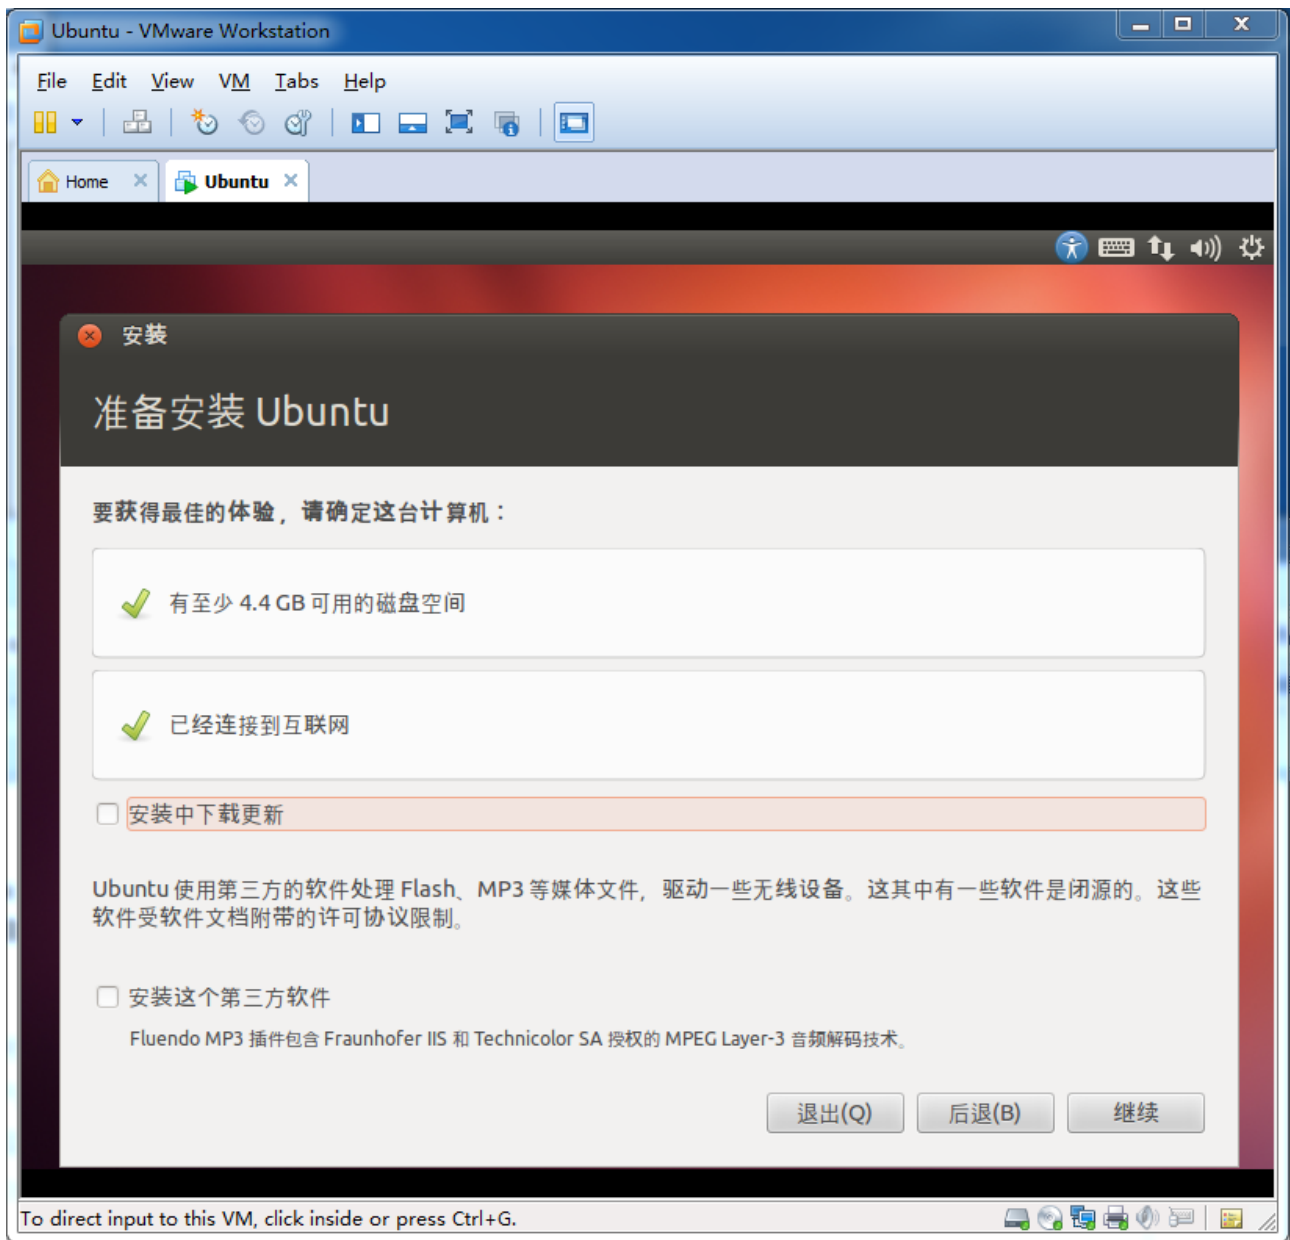 Ubuntu - VMware Workstation
File Edit View VM Tabs Help
Home Ubuntu
安装
准备安装 Ubuntu
要获得最佳的体验，请确定这台计算机：
有至少 4.4 GB 可用的磁盘空间
已经连接到互联网
安装中下载更新
Ubuntu 使用第三方的软件处理 Flash、MP3 等媒体文件，驱动一些无线设备。这其中有一些软件是闭源的。这些
软件受软件文档附带的许可协议限制。
安装这个第三方软件
Fluendo MP3 插件包含 Fraunhofer IIS 和 Technicolor SA 授权的 MPEG Layer-3 音频解码技术。
退出(Q) 后退(B) 继续
To direct input to this VM, click inside or press Ctrl+G.